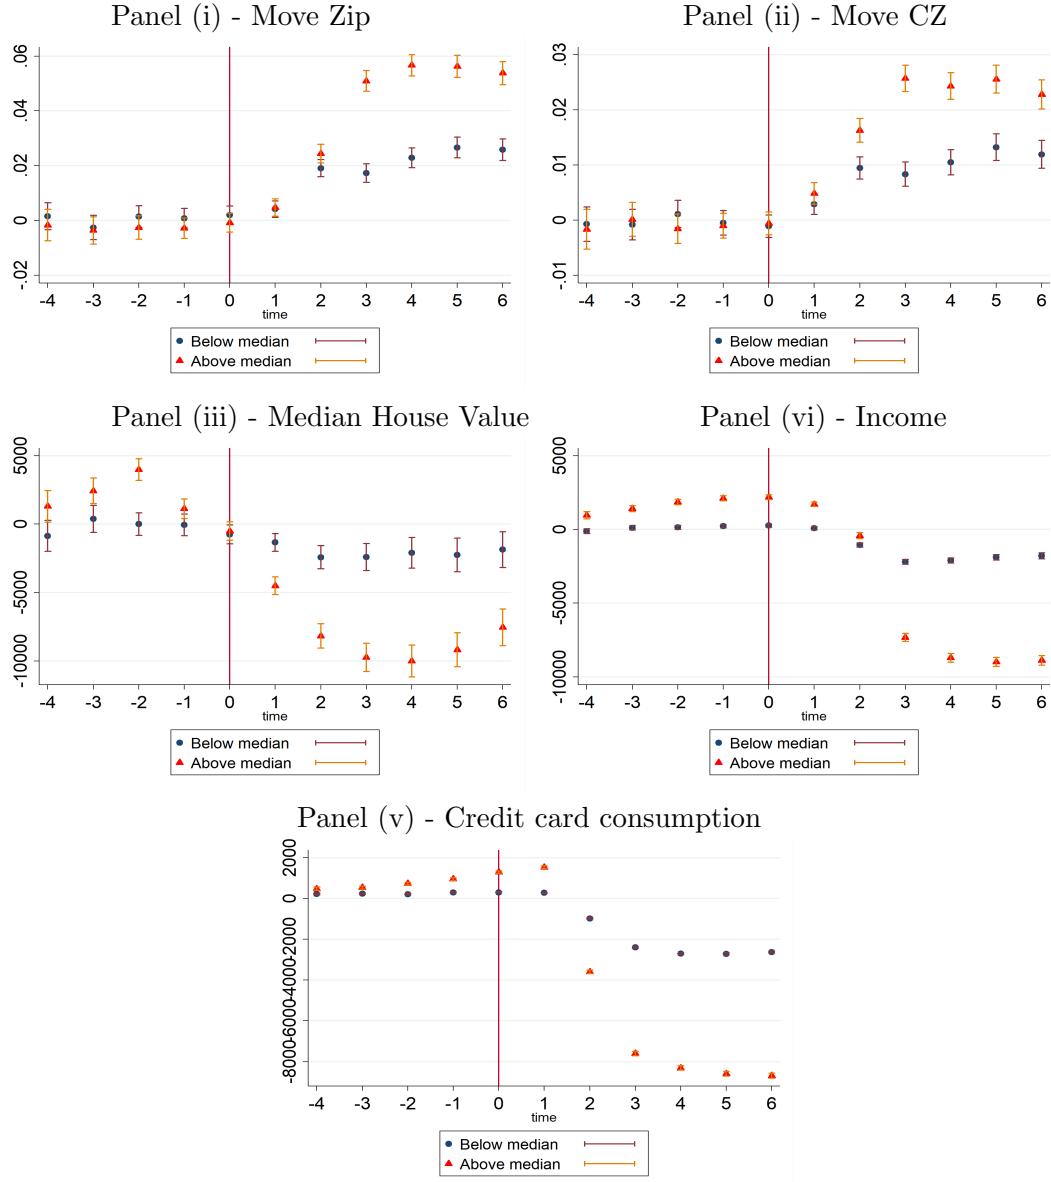 Panel (i) - Move Zip
.06
.04
.02
0
-.02
-4 -3 -2 -1 0 1 2 3 4 5 6
time
Below median
Above median
Panel (ii) - Move CZ
.03
.02
.01
0
-.01
-4 -3 -2 -1 0 1 2 3 4 5 6
time
Below median
Above median
Panel (iii) - Median House Value
5000
0
-5000
-10000
-4 -3 -2 -1 0 1 2 3 4 5 6
time
Below median
Above median
Panel (vi) - Income
5000
0
-5000
-10000
-4 -3 -2 -1 0 1 2 3 4 5 6
time
Below median
Above median
Panel (v) - Credit card consumption
2000
0
-2000
-4000
-6000
-8000
-4 -3 -2 -1 0 1 2 3 4 5 6
time
Below median
Above median